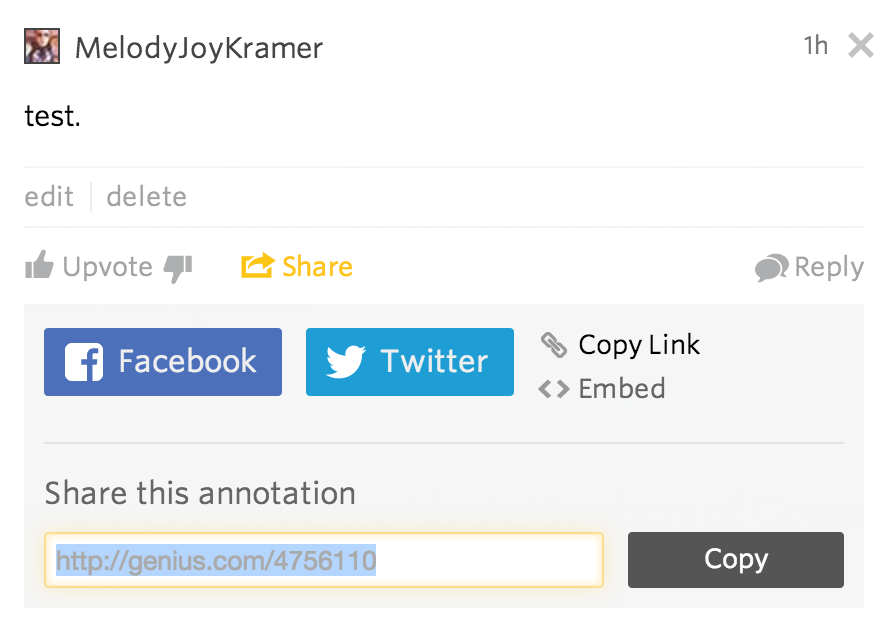 MelodyJoyKramer 1h
test.
edit delete
Upvote Share Reply
Facebook Twitter Copy Link
Embed
Share this annotation
http://genius.com/4756110 Copy